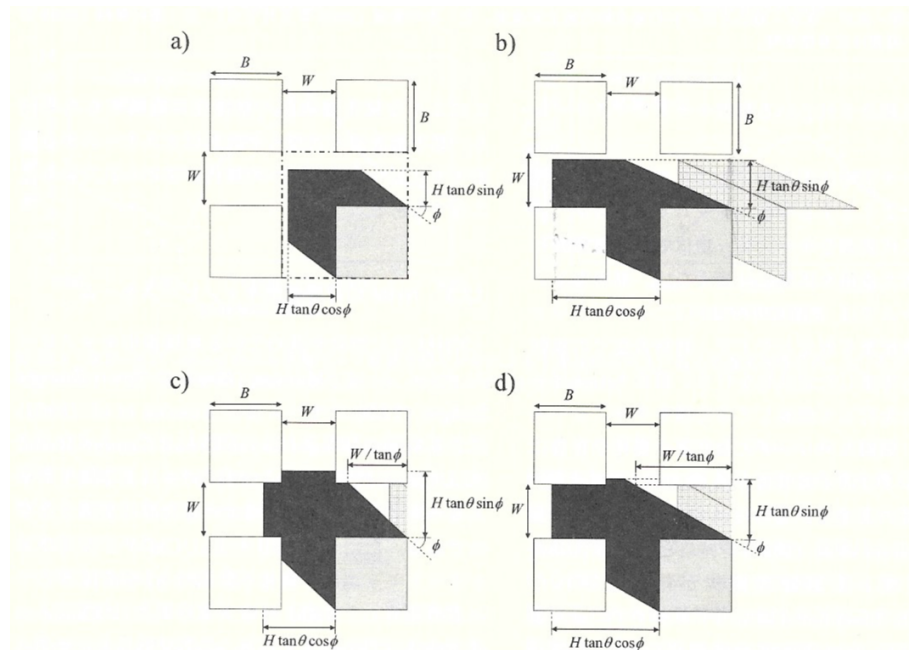 a)
B
W
B
W
H tanθ sinϕ
ϕ
H tanθ cosϕ
b)
B
W
B
W
H tanθ sinϕ
ϕ
H tanθ cosϕ
c)
B
W
W / tanϕ
W
H tanθ sinϕ
ϕ
H tanθ cosϕ
d)
B
W
W / tanϕ
W
H tanθ sinϕ
ϕ
H tanθ cosϕ